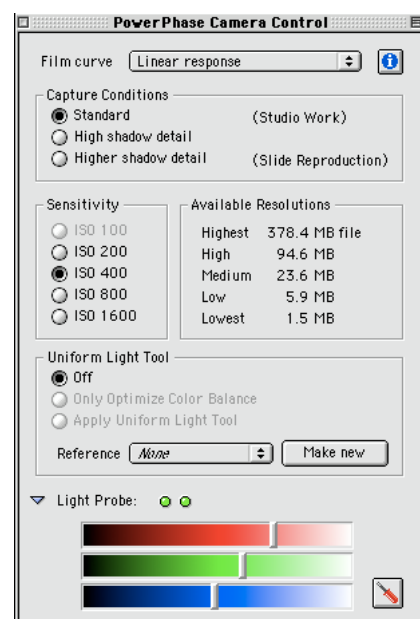 PowerPhase Camera Control
Film curve Linear response
Capture Conditions
Standard (Studio Work)
High shadow detail
Higher shadow detail (Slide Reproduction)
Sensitivity
ISO 100
ISO 200
ISO 400
ISO 800
ISO 1600
Available Resolutions
Highest 378.4 MB file
High 94.6 MB
Medium 23.6 MB
Low 5.9 MB
Lowest 1.5 MB
Uniform Light Tool
Off
Only Optimize Color Balance
Apply Uniform Light Tool
Reference None Make new
Light Probe: